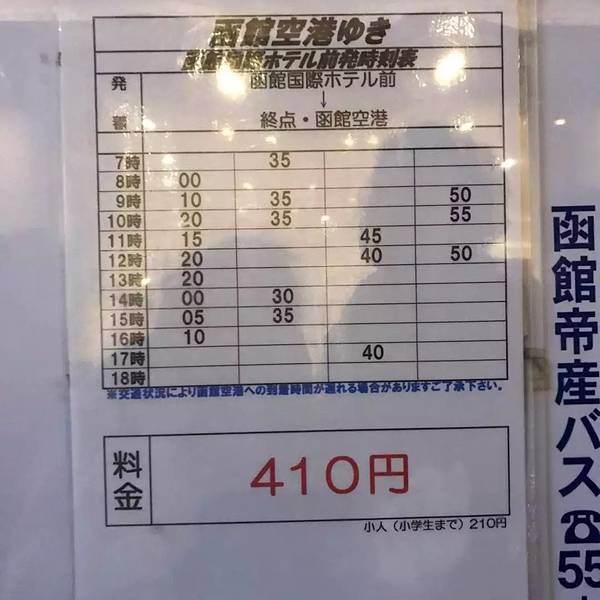 函館空港ゆき
函館国際ホテル前発時刻表
発 函館国際ホテル前
↓
着 終点・函館空港
7時 35
8時 00
9時 10 35 50
10時 20 35 55
11時 15 45
12時 20 40 50
13時 20
14時 00 30
15時 05 35
16時 10
17時 40
18時
※交通状況により函館空港への到着時間が遅れる場合がありますご了承下さい。
料金 410円
小人（小学生まで）210円
函館帝産バス☎55